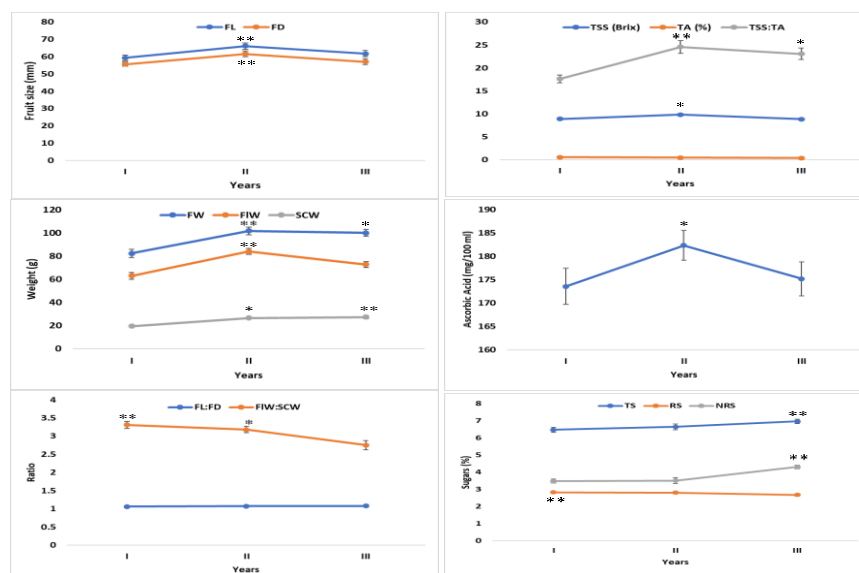 FL FD
Fruit size (mm)
80
70
60
50
40
30
20
10
0
**
**
I II III
Years
TSS (Brix) TA (%) TSS:TA
30
25
20
15
10
5
0
**
*
*
I II III
Years
FW FlW SCW
Weight (g)
120
100
80
60
40
20
0
**
*
**
*
**
I II III
Years
Ascorbic Acid (mg/100 ml)
190
185
180
175
170
165
160
*
I II III
Years
FL:FD FlW:SCW
Ratio
4
3.5
3
2.5
2
1.5
1
0.5
0
**
*
I II III
Years
TS RS NRS
Sugars (%)
8
7
6
5
4
3
2
1
0
**
**
**
I II III
Years